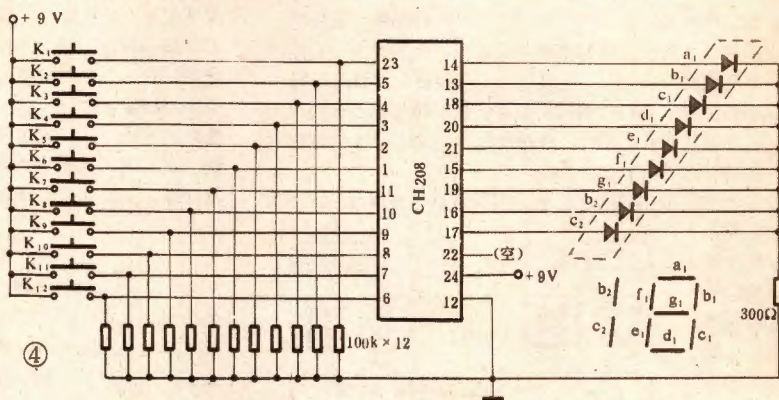 + 9 V
K₁
K₂
K₃
K₄
K₅
K₆
K₇
K₈
K₉
K₁₀
K₁₁
K₁₂
④
100k × 12
23
5
4
3
2
1
11
10
9
8
7
6
CH208
14
13
18
20
21
15
19
16
17
22
24
12
a₁
b₁
c₁
d₁
e₁
f₁
g₁
b₂
c₂
(空)
+9V
300Ω
a₁
b₂
f₁
b₁
g₁
c₂
e₁
c₁
d₁